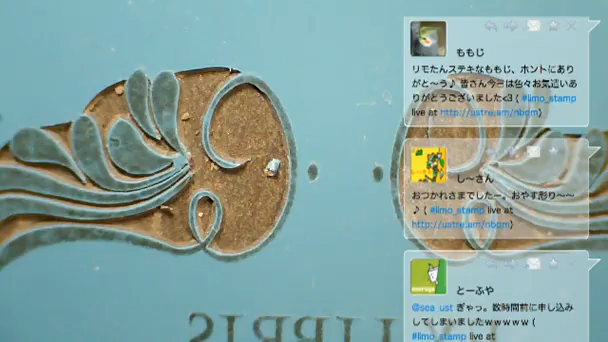 ももじ
リモたんステキなももじ、ホントにあり
がと～う♪ 皆さん今日は色々お気遣いあ
りがとうございました<3 ( #limo_stamp
live at http://ustre.am/nbom)
し～さん
おつかれさまでしたー。おやす彫り～～
♪ ( #limo_stamp live at
http://ustre.am/nbom)
とーふや
@sea_ust ぎゃっ。数時間前に申し込み
してしまいましたｗｗｗｗｗ (
#limo_stamp live at